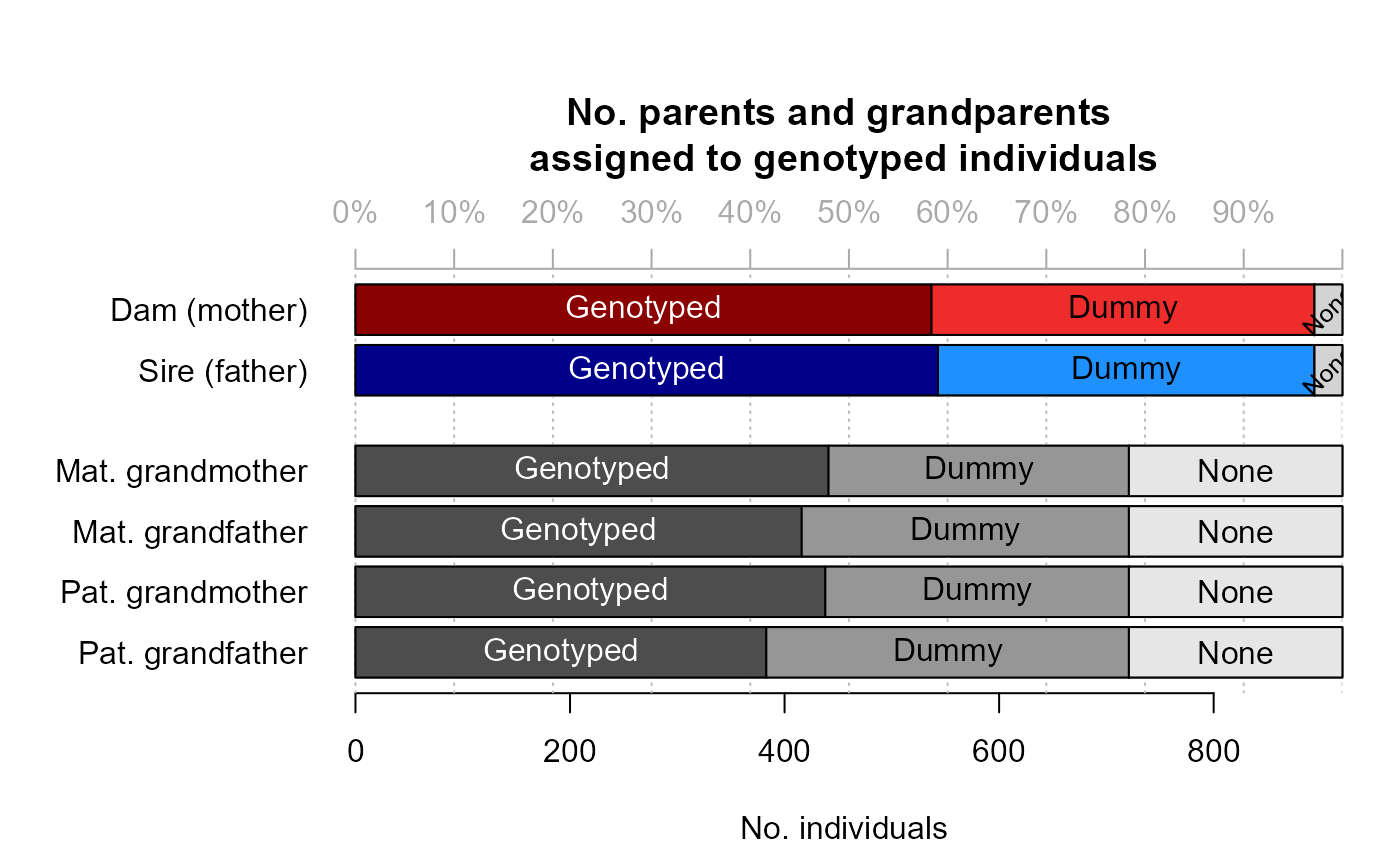 No. parents and grandparents
assigned to genotyped individuals
0% 10% 20% 30% 40% 50% 60% 70% 80% 90%
Dam (mother) Genotyped Dummy None
Sire (father) Genotyped Dummy None
Mat. grandmother Genotyped Dummy None
Mat. grandfather Genotyped Dummy None
Pat. grandmother Genotyped Dummy None
Pat. grandfather Genotyped Dummy None
0 200 400 600 800
No. individuals